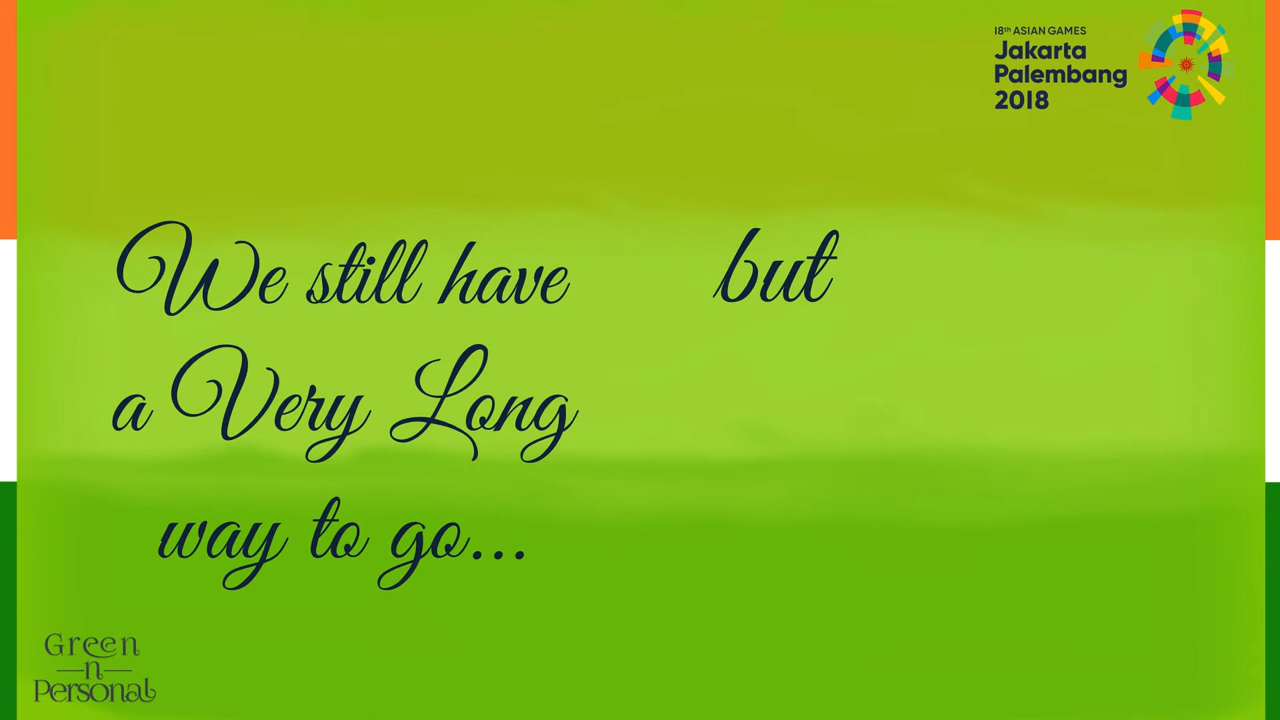 18th ASIAN GAMES
Jakarta
Palembang
2018
We still have
a Very Long
way to go...
but
Green
n
Personal